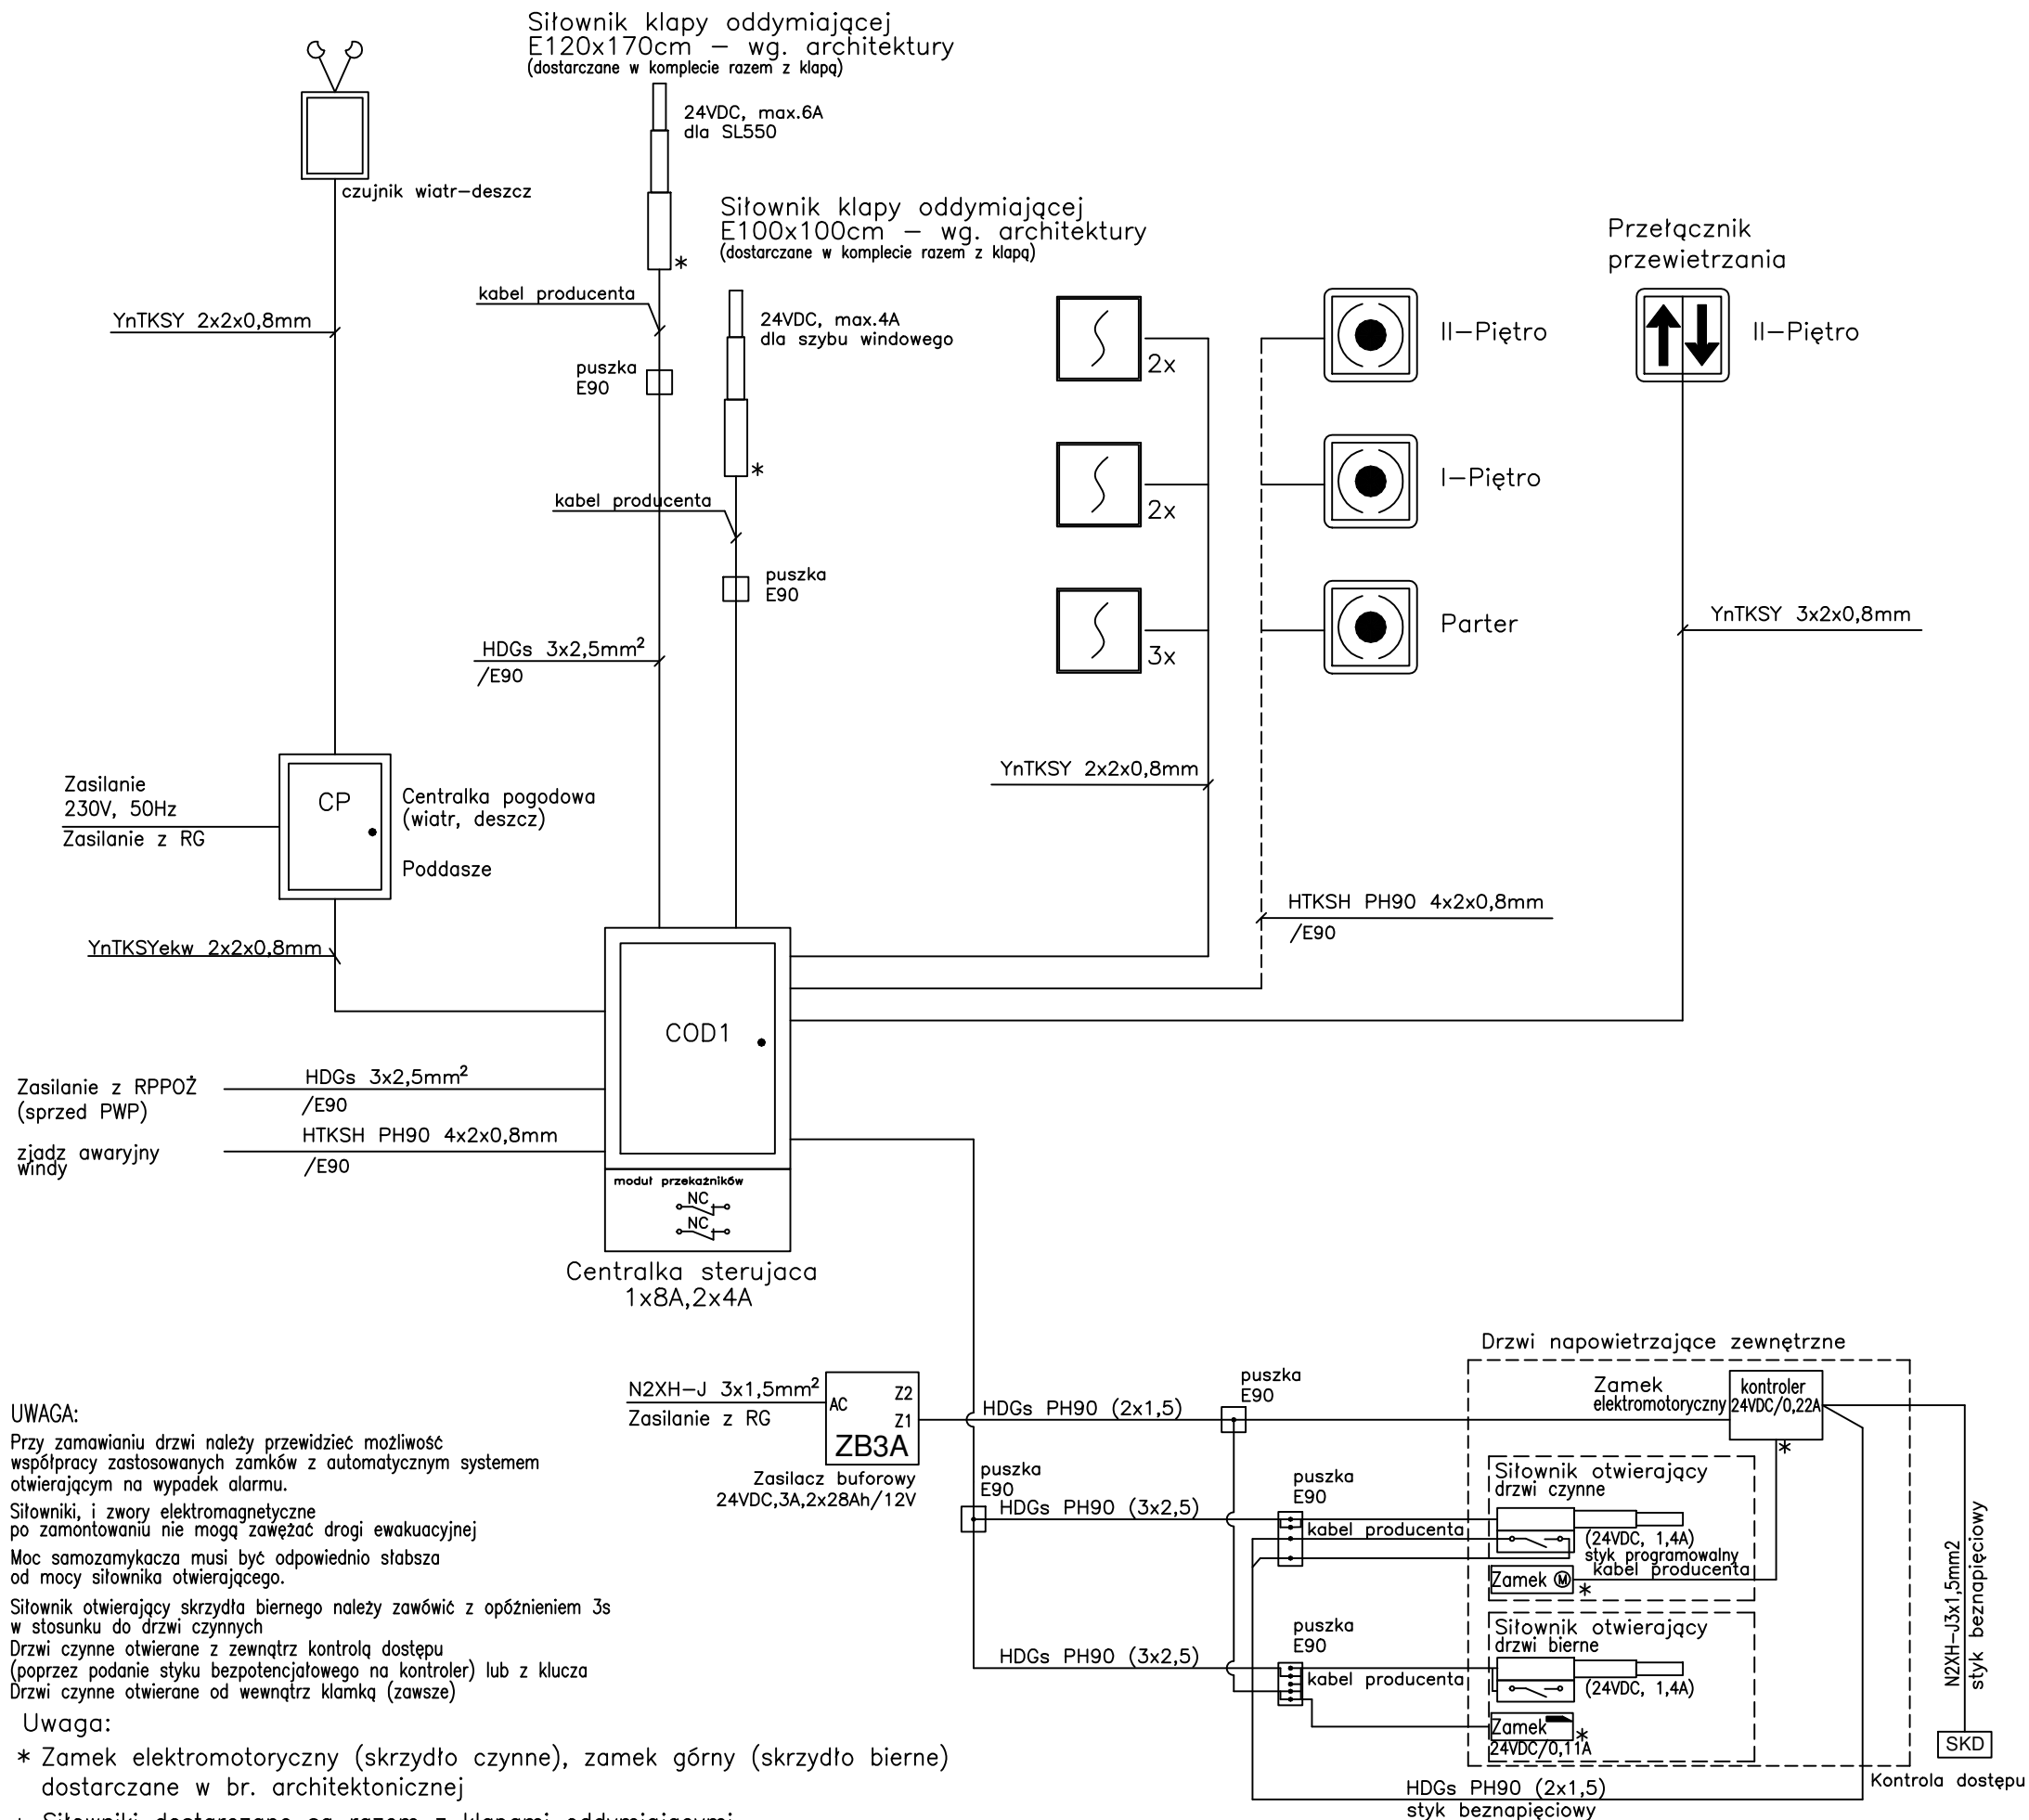 Siłownik klapy oddymiającej
E120x170cm – wg. architektury
(dostarczane w komplecie razem z klapą)
24VDC, max.6A
dla SL550
czujnik wiatr–deszcz
Siłownik klapy oddymiającej
E100x100cm – wg. architektury
(dostarczane w komplecie razem z klapą)
*
kabel producenta
YnTKSY 2x2x0,8mm
24VDC, max.4A
dla szybu windowego
puszka
E90
*
kabel producenta
puszka
E90
HDGs 3x2,5mm²
/E90
Przełącznik
przewietrzania
2x
II–Piętro
II–Piętro
2x
I–Piętro
3x
Parter
YnTKSY 3x2x0,8mm
YnTKSY 2x2x0,8mm
HTKSH PH90 4x2x0,8mm
/E90
Zasilanie
230V, 50Hz
Zasilanie z RG
CP
Centralka pogodowa
(wiatr, deszcz)
Poddasze
YnTKSYekw 2x2x0,8mm
COD1
Zasilanie z RPPOŻ
(sprzed PWP)
HDGs 3x2,5mm²
/E90
zjadz awaryjny
windy
HTKSH PH90 4x2x0,8mm
/E90
moduł przekaźników
NC
NC
Centralka sterujaca
1x8A,2x4A
N2XH–J 3x1,5mm²
Zasilanie z RG
AC
Z2
Z1
ZB3A
Zasilacz buforowy
24VDC,3A,2x28Ah/12V
HDGs PH90 (2x1,5)
puszka
E90
puszka
E90
HDGs PH90 (3x2,5)
puszka
E90
kabel producenta
HDGs PH90 (3x2,5)
puszka
E90
kabel producenta
Drzwi napowietrzające zewnętrzne
Zamek
elektromotoryczny
kontroler
24VDC/0,22A
*
Siłownik otwierający
drzwi czynne
(24VDC, 1,4A)
styk programowalny
kabel producenta
Zamek M
*
Siłownik otwierający
drzwi bierne
(24VDC, 1,4A)
Zamek
*
24VDC/0,11A
N2XH–J3x1,5mm2
styk beznapięciowy
SKD
Kontrola dostępu
HDGs PH90 (2x1,5)
styk beznapięciowy
UWAGA:
Przy zamawianiu drzwi należy przewidzieć możliwość
współpracy zastosowanych zamków z automatycznym systemem
otwierającym na wypadek alarmu.
Siłowniki, i zwory elektromagnetyczne
po zamontowaniu nie mogą zawężać drogi ewakuacyjnej
Moc samozamykacza musi być odpowiednio słabsza
od mocy siłownika otwierającego.
Siłownik otwierający skrzydła biernego należy zawówić z opóźnieniem 3s
w stosunku do drzwi czynnych
Drzwi czynne otwierane z zewnątrz kontrolą dostępu
(poprzez podanie styku bezpotencjałowego na kontroler) lub z klucza
Drzwi czynne otwierane od wewnątrz klamką (zawsze)
Uwaga:
* Zamek elektromotoryczny (skrzydło czynne), zamek górny (skrzydło bierne)
dostarczane w br. architektonicznej
Siłowniki dostarczane są razem z klapami oddymiającymi